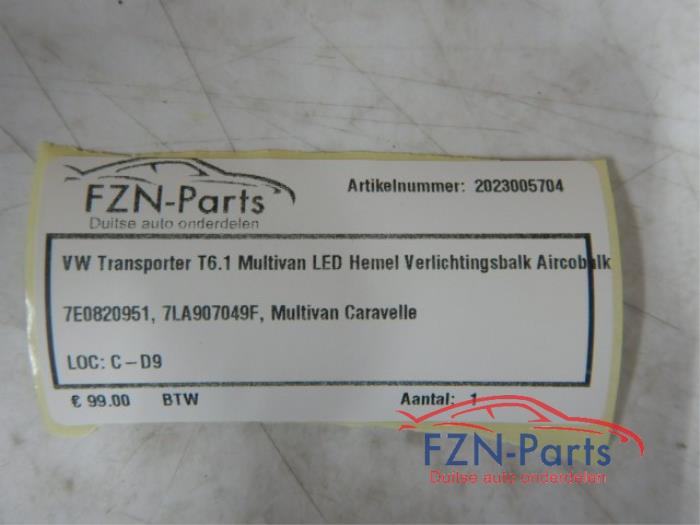 FZN-Parts
Duitse auto onderdelen
Artikelnummer: 2023005704
VW Transporter T6.1 Multivan LED Hemel Verlichtingsbalk Aircobalk
7E0820951, 7LA907049F, Multivan Caravelle
LOC: C-D9
€ 99.00 BTW Aantal: 1
FZN-Parts
Duitse auto onderdelen